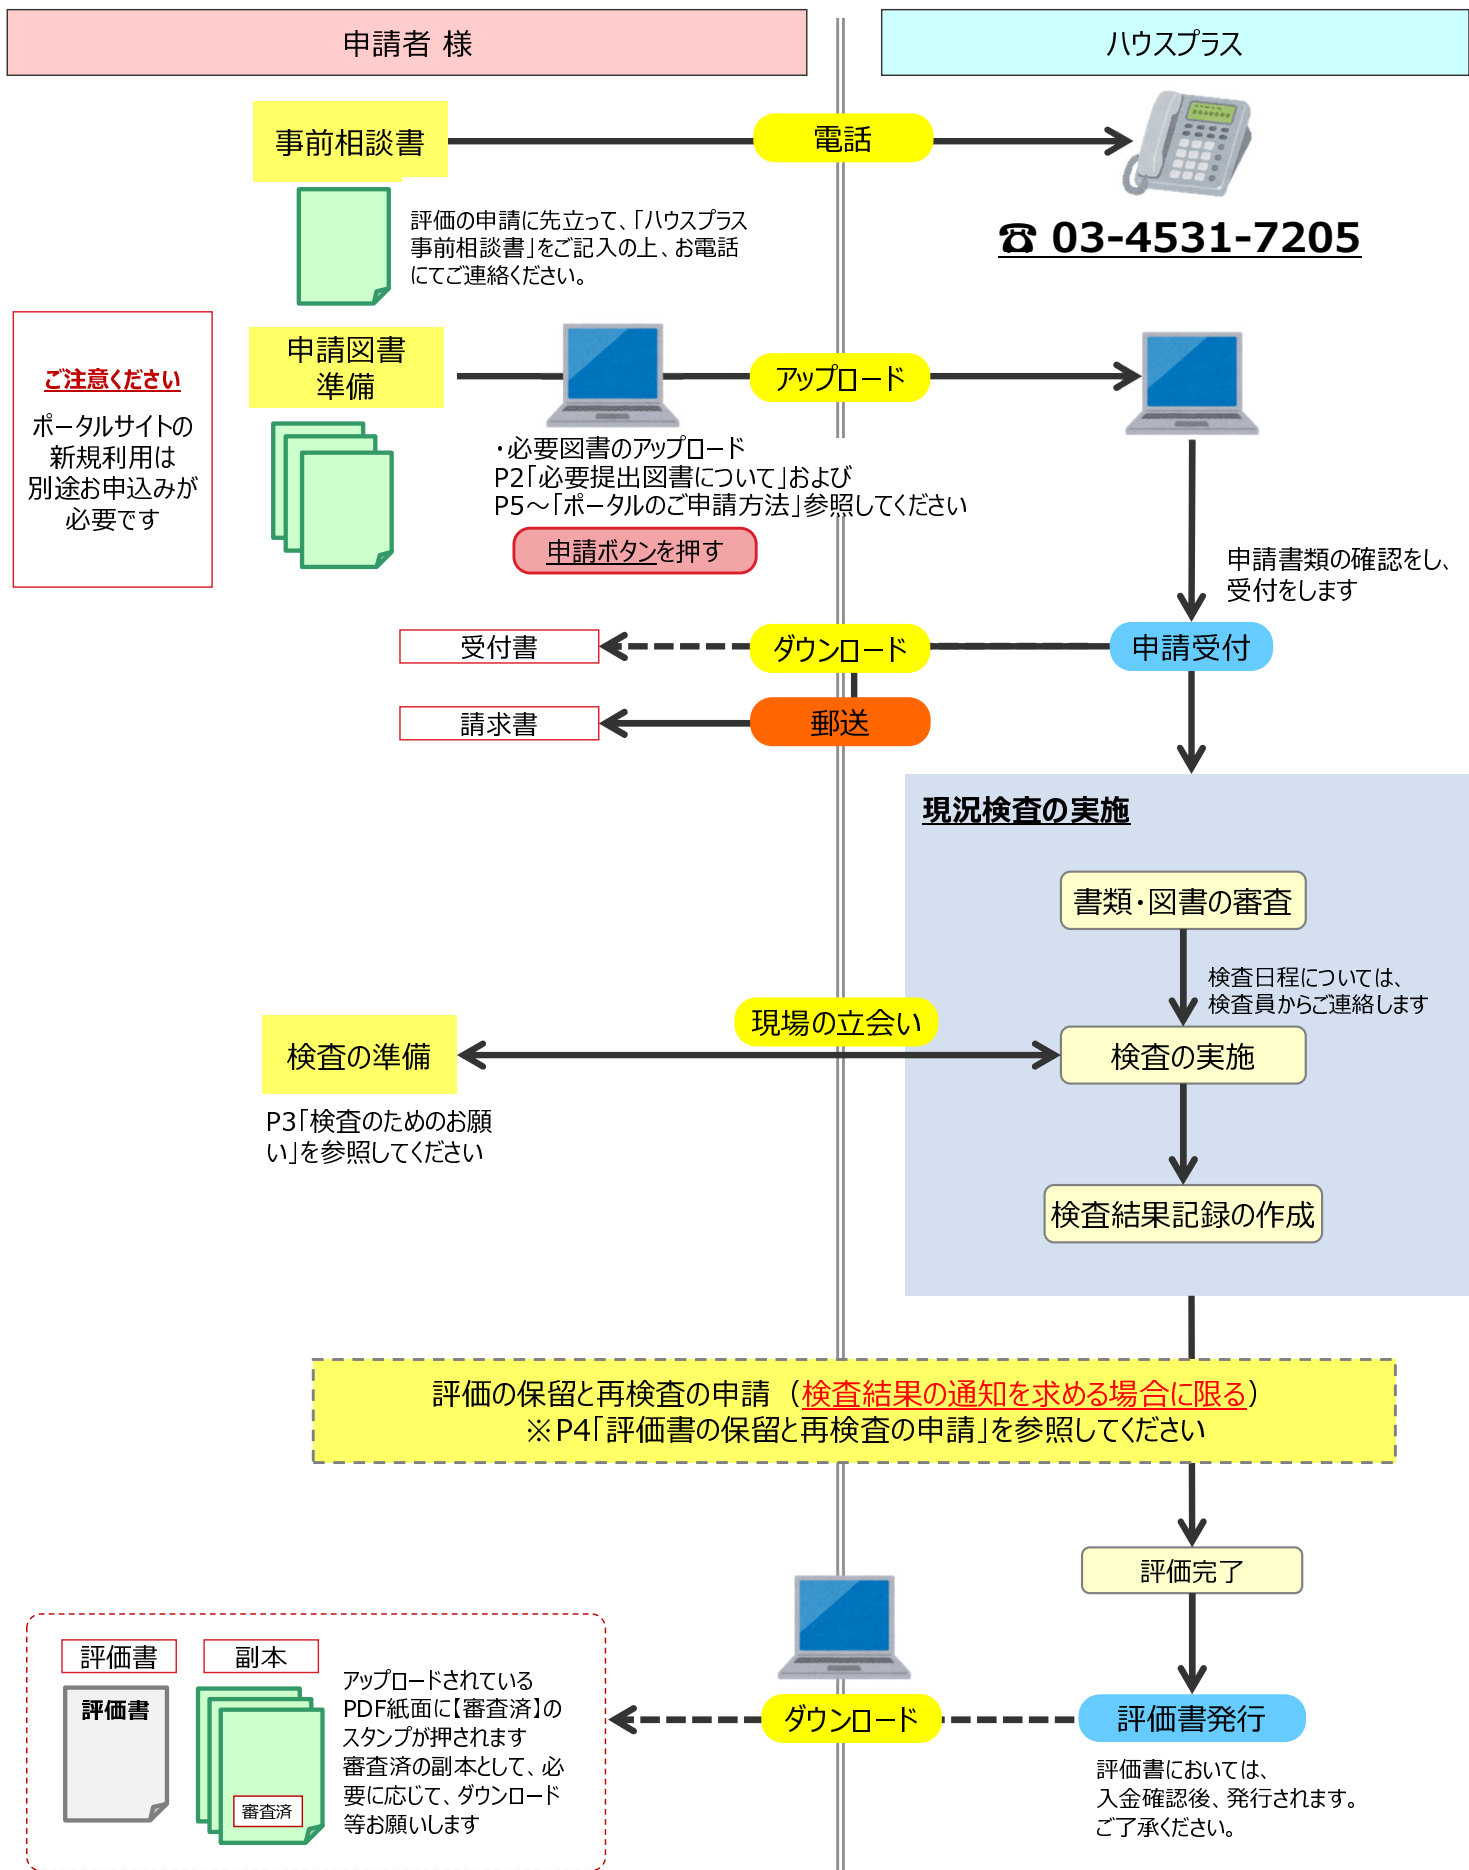 申請者 様
ハウスプラス
事前相談書
電話
評価の申請に先立って、「ハウスプラス
事前相談書」をご記入の上、お電話
にてご連絡ください。
☎ 03-4531-7205
ご注意ください
ポータルサイトの
新規利用は
別途お申込みが
必要です
申請図書
準備
アップロード
・必要図書のアップロード
P2「必要提出図書について」および
P5～「ポータルのご申請方法」参照してください
申請ボタンを押す
申請書類の確認をし、
受付をします
受付書
ダウンロード
申請受付
請求書
郵送
現況検査の実施
書類・図書の審査
検査日程については、
検査員からご連絡します
現場の立会い
検査の準備
検査の実施
P3「検査のためのお願
い」を参照してください
検査結果記録の作成
評価の保留と再検査の申請（検査結果の通知を求める場合に限る）
※P4「評価書の保留と再検査の申請」を参照してください
評価完了
評価書
副本
評価書
審査済
アップロードされている
PDF紙面に【審査済】の
スタンプが押されます
審査済の副本として、必
要に応じて、ダウンロード
等お願いします
ダウンロード
評価書発行
評価書においては、
入金確認後、発行されます。
ご了承ください。